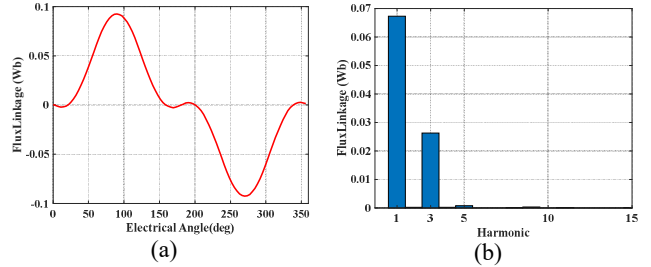 0.1
0.05
0
-0.05
-0.1
FluxLinkage (Wb)
0 50 100 150 200 250 300 350
Electrical Angle(deg)
(a)
0.07
0.06
0.05
0.04
0.03
0.02
0.01
0
FluxLinkage (Wb)
1 3 5 10 15
Harmonic
(b)